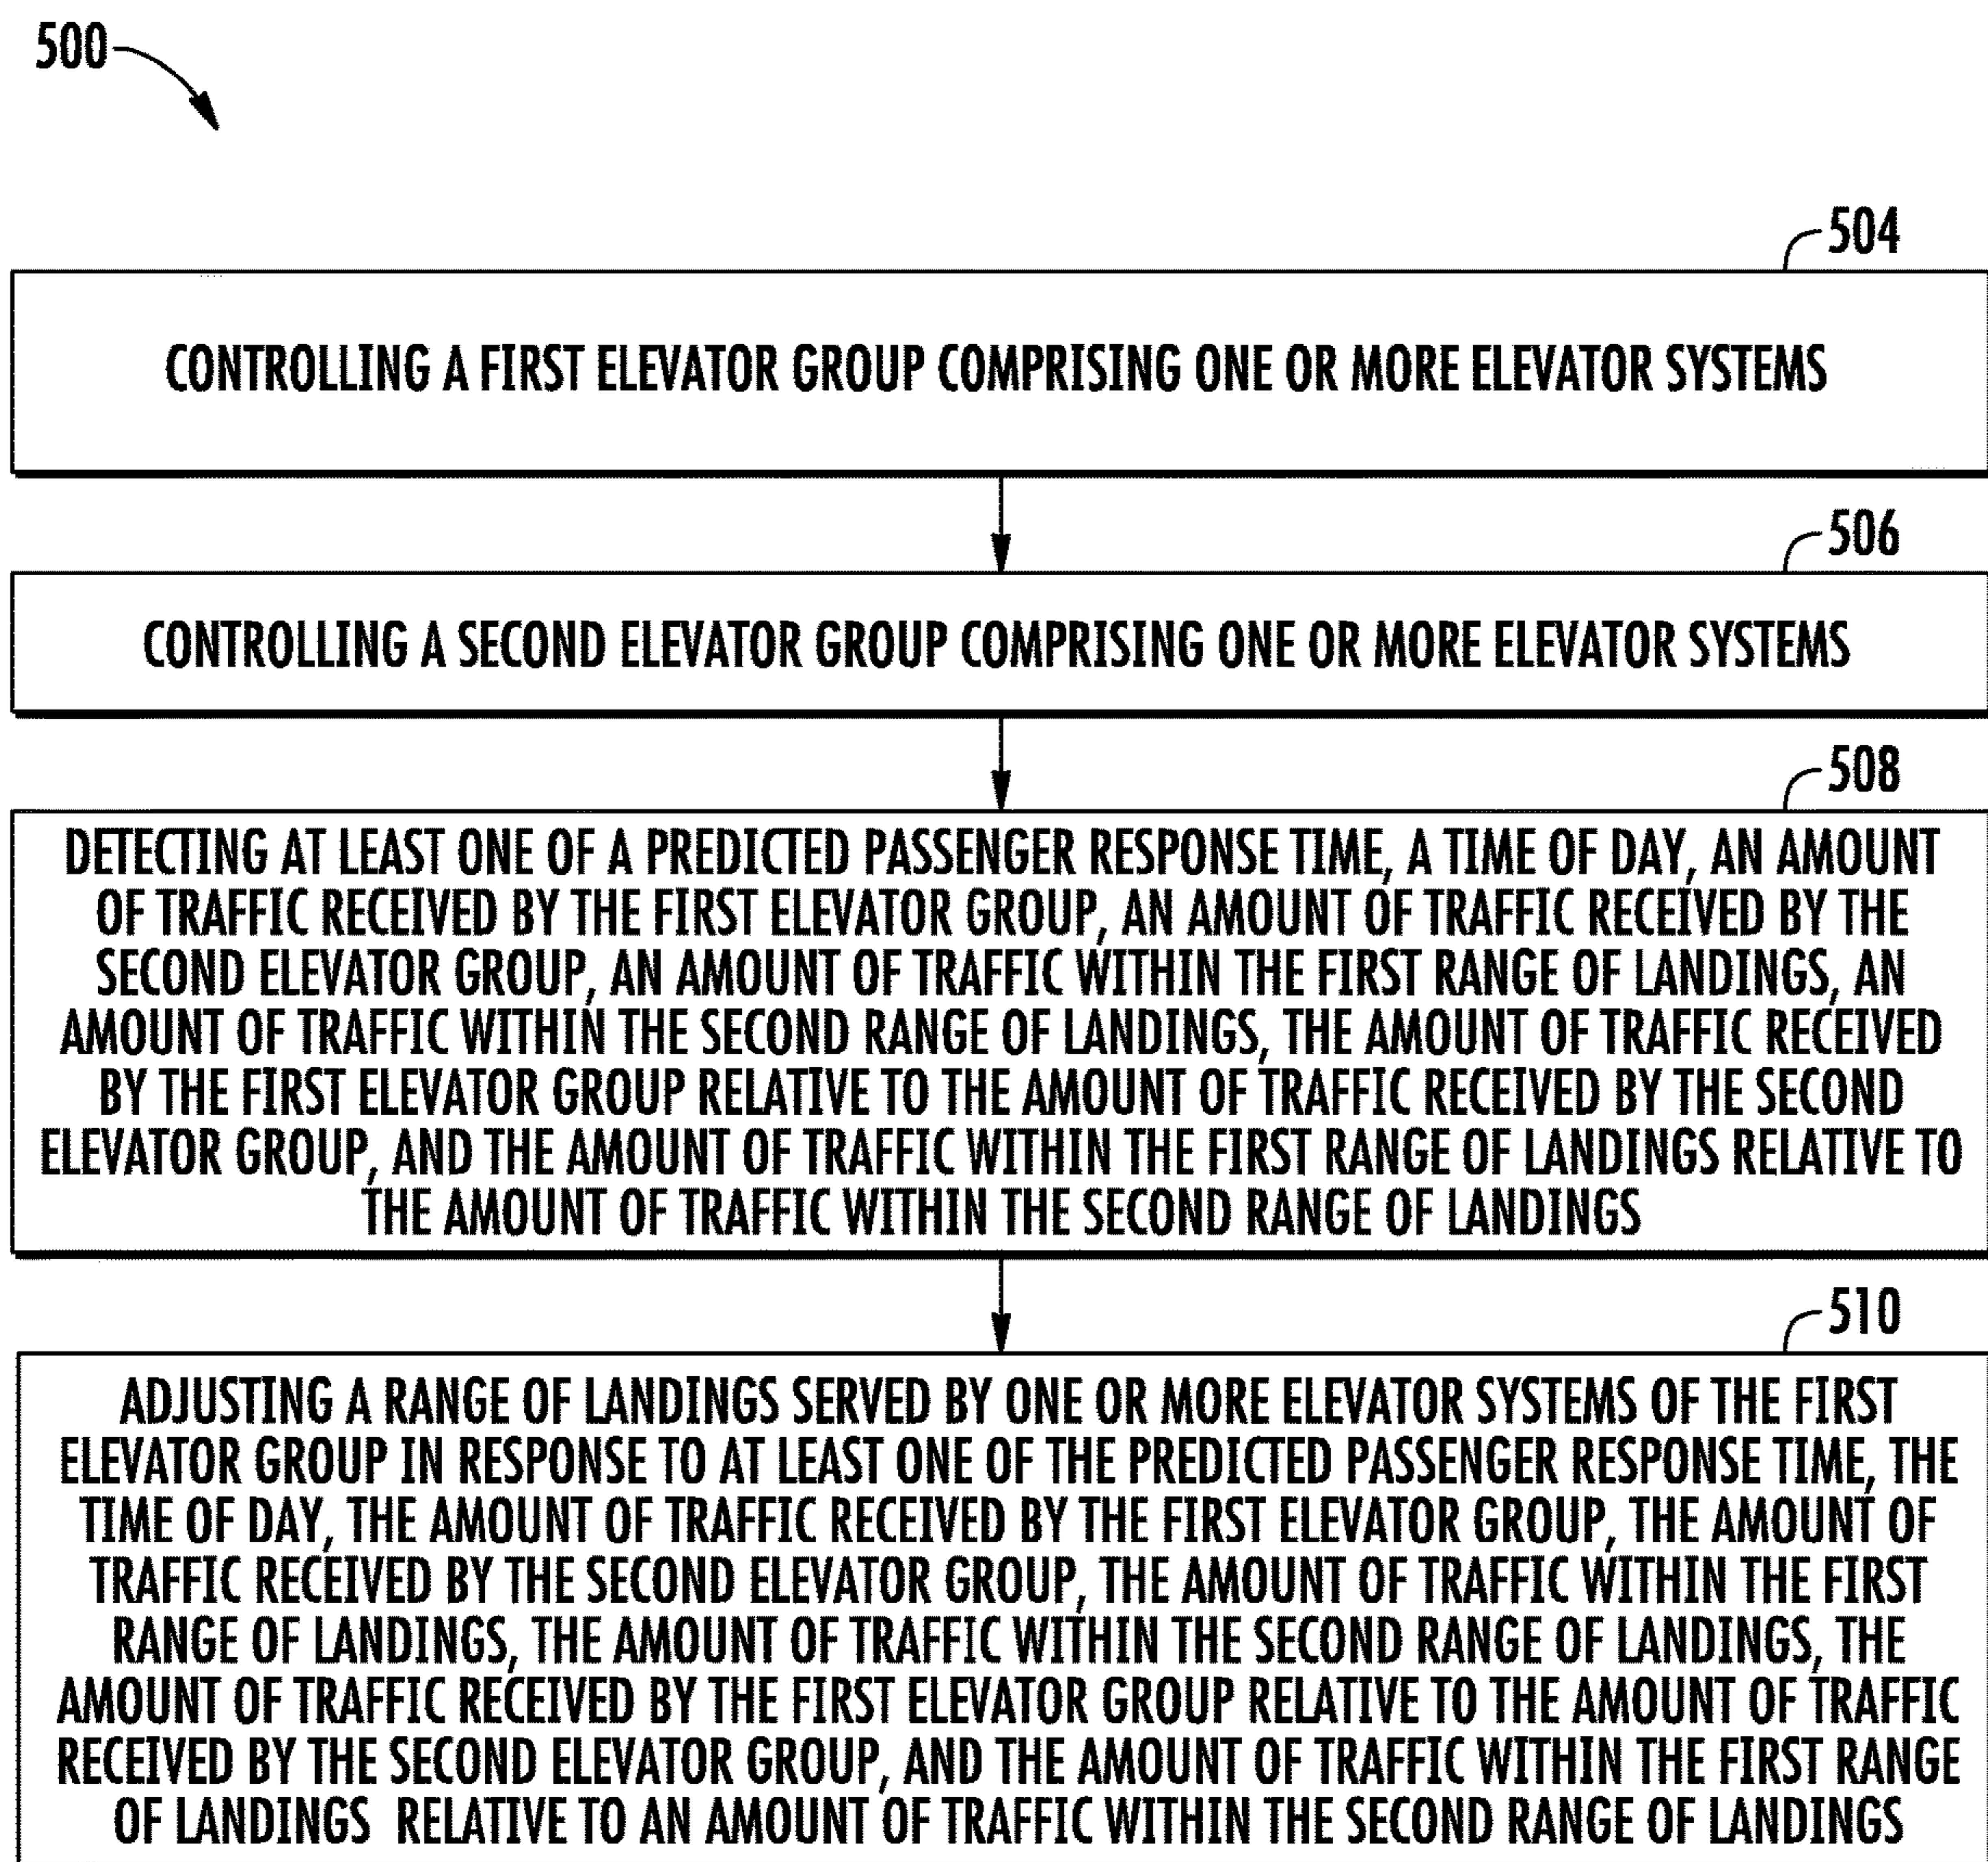 500
504
CONTROLLING A FIRST ELEVATOR GROUP COMPRISING ONE OR MORE ELEVATOR SYSTEMS
506
CONTROLLING A SECOND ELEVATOR GROUP COMPRISING ONE OR MORE ELEVATOR SYSTEMS
508
DETECTING AT LEAST ONE OF A PREDICTED PASSENGER RESPONSE TIME, A TIME OF DAY, AN AMOUNT
OF TRAFFIC RECEIVED BY THE FIRST ELEVATOR GROUP, AN AMOUNT OF TRAFFIC RECEIVED BY THE
SECOND ELEVATOR GROUP, AN AMOUNT OF TRAFFIC WITHIN THE FIRST RANGE OF LANDINGS, AN
AMOUNT OF TRAFFIC WITHIN THE SECOND RANGE OF LANDINGS, THE AMOUNT OF TRAFFIC RECEIVED
BY THE FIRST ELEVATOR GROUP RELATIVE TO THE AMOUNT OF TRAFFIC RECEIVED BY THE SECOND
ELEVATOR GROUP, AND THE AMOUNT OF TRAFFIC WITHIN THE FIRST RANGE OF LANDINGS RELATIVE TO
THE AMOUNT OF TRAFFIC WITHIN THE SECOND RANGE OF LANDINGS
510
ADJUSTING A RANGE OF LANDINGS SERVED BY ONE OR MORE ELEVATOR SYSTEMS OF THE FIRST
ELEVATOR GROUP IN RESPONSE TO AT LEAST ONE OF THE PREDICTED PASSENGER RESPONSE TIME, THE
TIME OF DAY, THE AMOUNT OF TRAFFIC RECEIVED BY THE FIRST ELEVATOR GROUP, THE AMOUNT OF
TRAFFIC RECEIVED BY THE SECOND ELEVATOR GROUP, THE AMOUNT OF TRAFFIC WITHIN THE FIRST
RANGE OF LANDINGS, THE AMOUNT OF TRAFFIC WITHIN THE SECOND RANGE OF LANDINGS, THE
AMOUNT OF TRAFFIC RECEIVED BY THE FIRST ELEVATOR GROUP RELATIVE TO THE AMOUNT OF TRAFFIC
RECEIVED BY THE SECOND ELEVATOR GROUP, AND THE AMOUNT OF TRAFFIC WITHIN THE FIRST RANGE
OF LANDINGS RELATIVE TO AN AMOUNT OF TRAFFIC WITHIN THE SECOND RANGE OF LANDINGS